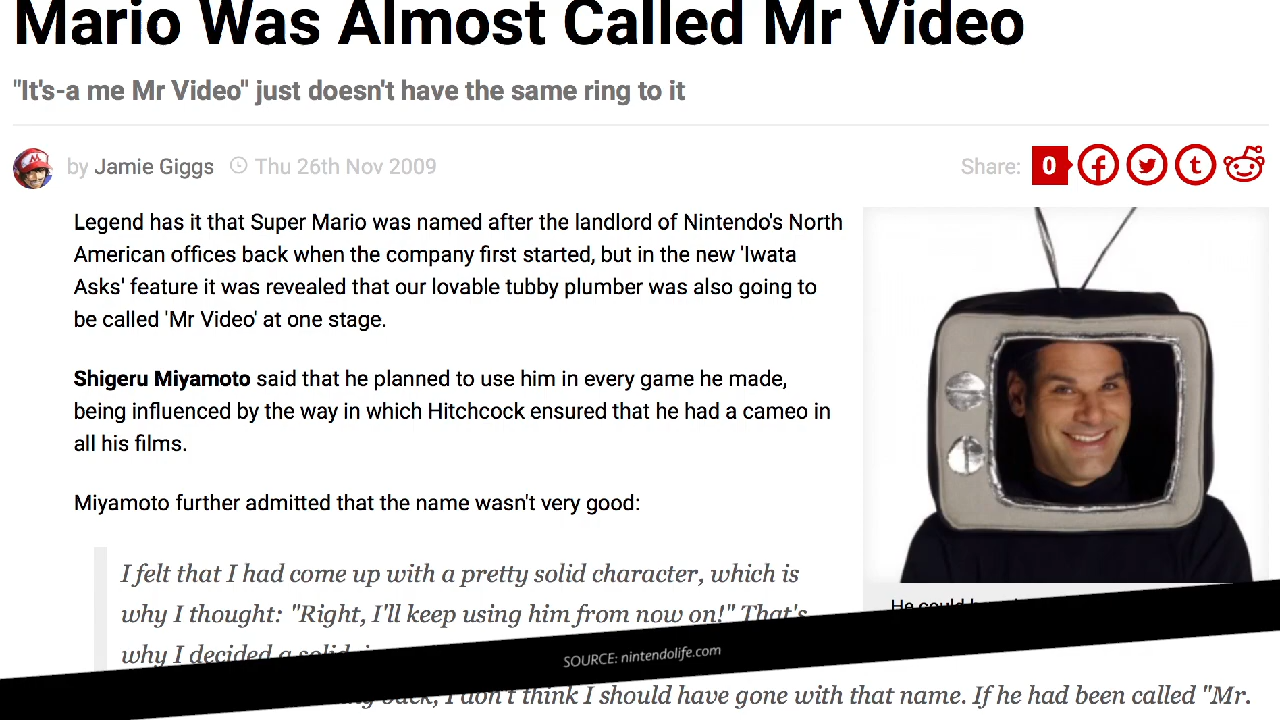 Mario Was Almost Called Mr Video
"It's-a me Mr Video" just doesn't have the same ring to it
by Jamie Giggs Thu 26th Nov 2009
Share: 0
Legend has it that Super Mario was named after the landlord of Nintendo's North
American offices back when the company first started, but in the new 'Iwata
Asks' feature it was revealed that our lovable tubby plumber was also going to
be called 'Mr Video' at one stage.
Shigeru Miyamoto said that he planned to use him in every game he made,
being influenced by the way in which Hitchcock ensured that he had a cameo in
all his films.
Miyamoto further admitted that the name wasn't very good:
I felt that I had come up with a pretty solid character, which is
why I thought: "Right, I'll keep using him from now on!" That's
why I decided a solid
He could
SOURCE: nintendolife.com
back, I don't think I should have gone with that name. If he had been called "Mr.